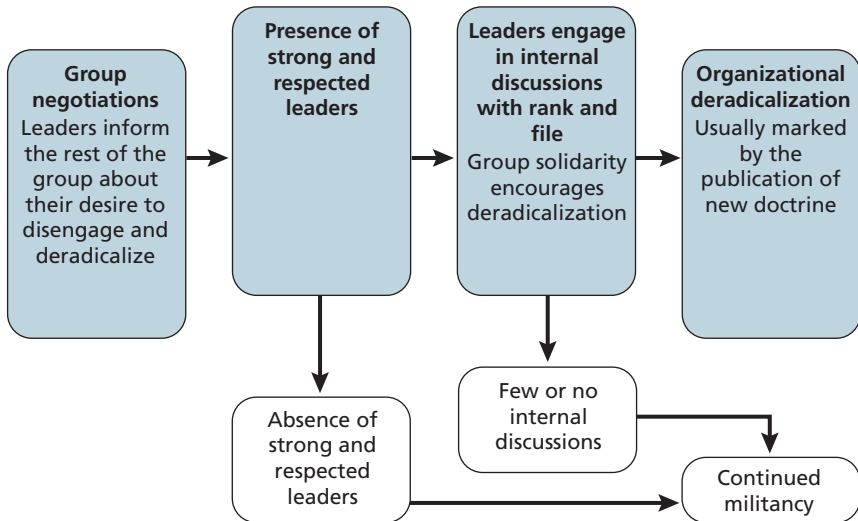 Group
negotiations
Leaders inform
the rest of the
group about
their desire to
disengage and
deradicalize
Presence of
strong and
respected
leaders
Leaders engage
in internal
discussions
with rank and
file
Group solidarity
encourages
deradicalization
Organizational
deradicalization
Usually marked
by the
publication of
new doctrine
Absence of
strong and
respected
leaders
Few or no
internal
discussions
Continued
militancy